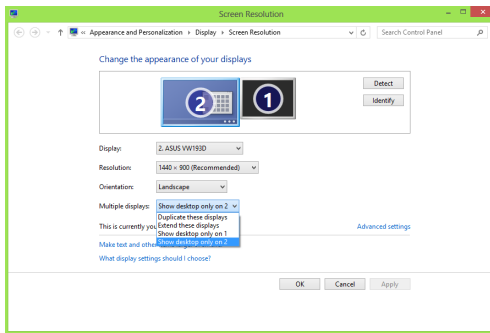 Screen Resolution
« Appearance and Personalization Display Screen Resolution Search Control Panel
Change the appearance of your displays
Detect
Identify
2 1
Display: 2. ASUS VW193D
Resolution: 1440 × 900 (Recommended)
Orientation: Landscape
Multiple displays: Show desktop only on 2
Duplicate these displays
This is currently you Extend these displays Advanced settings
Show desktop only on 1
Make text and othe Show desktop only on 2
What display settings should I choose?
OK Cancel Apply